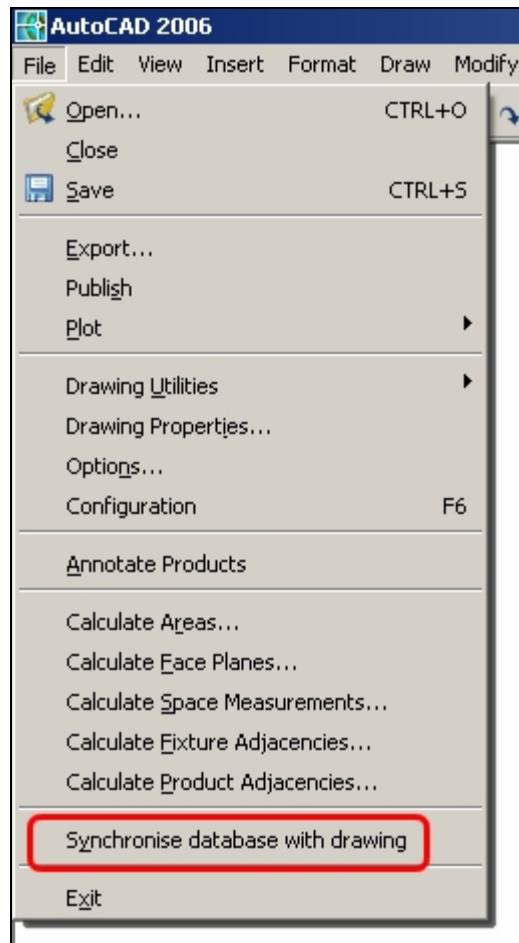 AutoCAD 2006
File Edit View Insert Format Draw Modify
Open... CTRL+O
Close
Save CTRL+S
Export...
Publish
Plot
Drawing Utilities
Drawing Properties...
Options...
Configuration F6
Annotate Products
Calculate Areas...
Calculate Face Planes...
Calculate Space Measurements...
Calculate Fixture Adjacencies...
Calculate Product Adjacencies...
Synchronise database with drawing
Exit